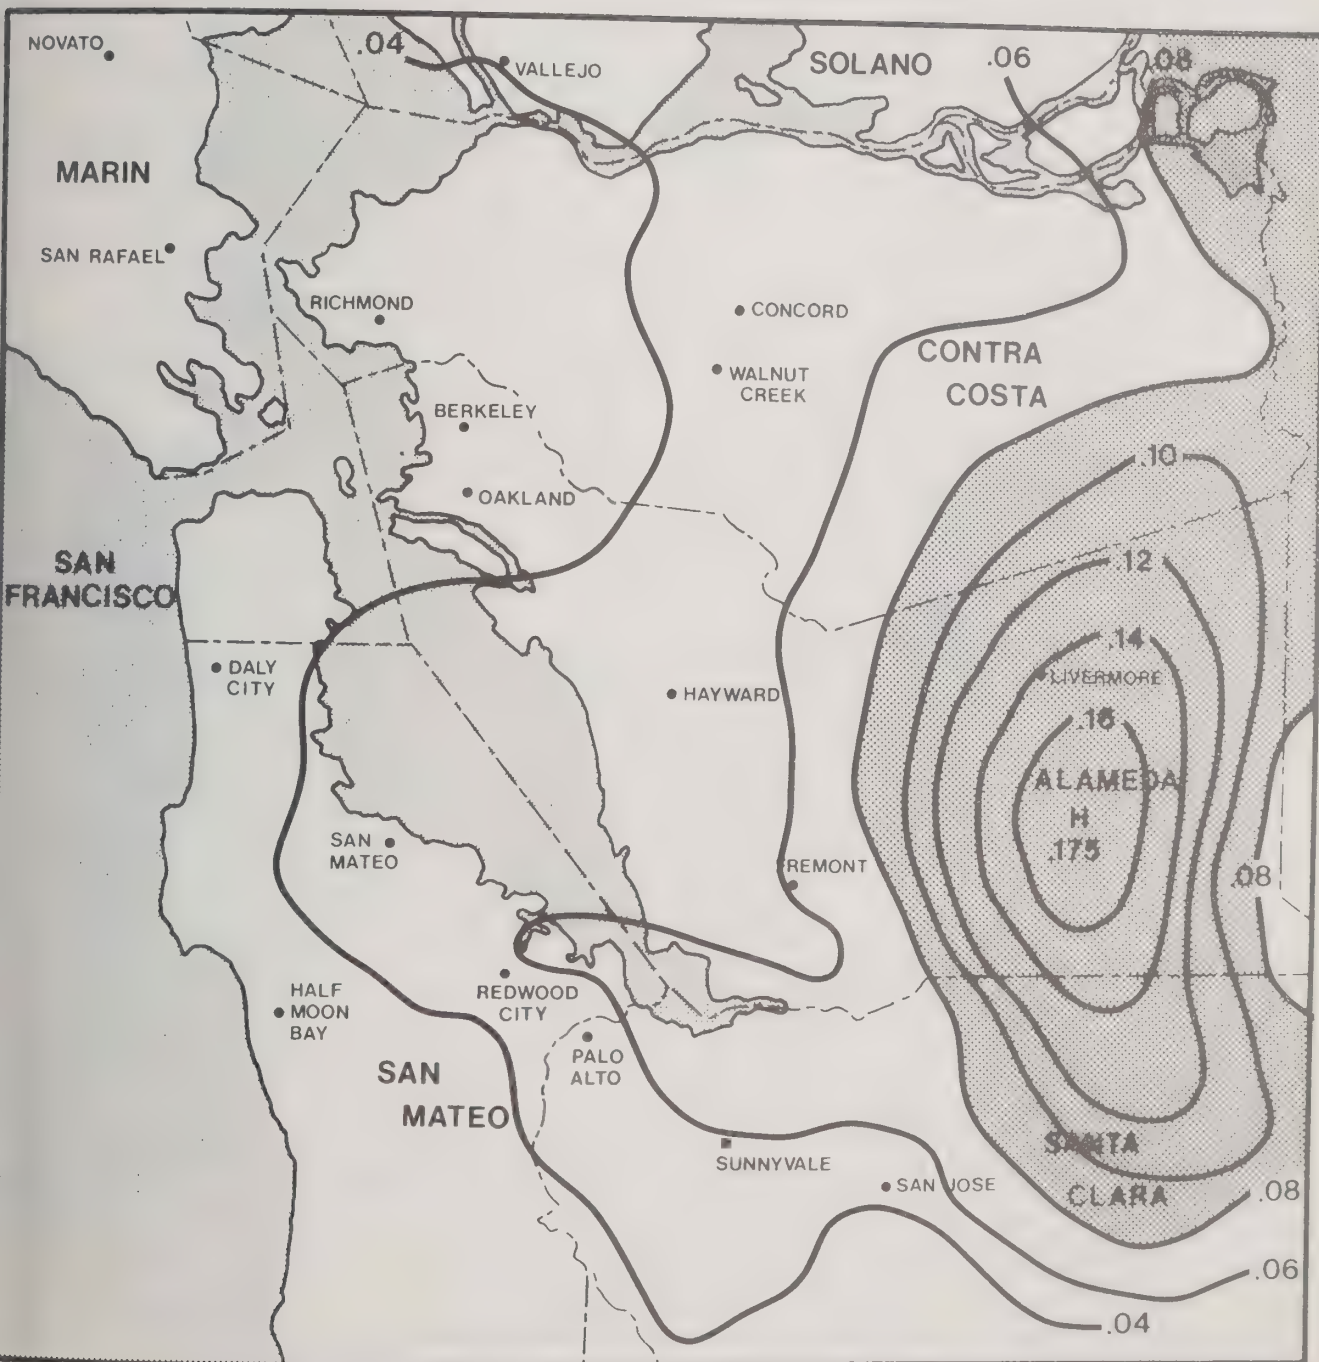 NOVATO
.04
VALLEJO
SOLANO
.06
.08
MARIN
SAN RAFAEL
RICHMOND
CONCORD
CONTRA
COSTA
WALNUT
CREEK
BERKELEY
OAKLAND
.10
SAN
FRANCISCO
.12
.14
DALY
CITY
HAYWARD
LIVERMORE
.16
ALAMEDA
H
.175
SAN
MATEO
FREMONT
.08
HALF
MOON
BAY
REDWOOD
CITY
PALO
ALTO
SAN
MATEO
SUNNYVALE
SANTA
CLARA
SAN JOSE
.08
.06
.04